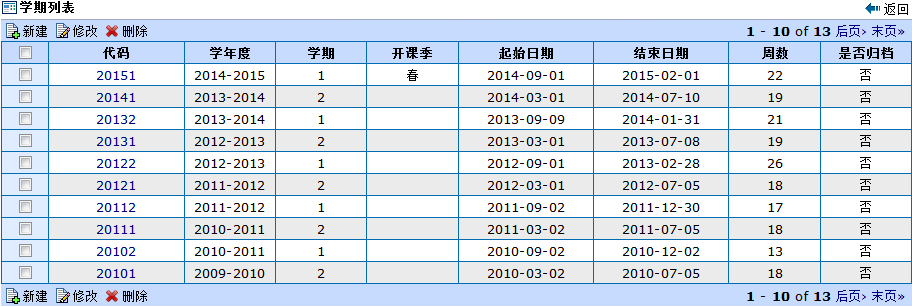 学期列表 返回
新建 修改 删除 1 - 10 of 13 后页› 末页»
代码 学年度 学期 开课季 起始日期 结束日期 周数 是否归档
20151 2014-2015 1 春 2014-09-01 2015-02-01 22 否
20141 2013-2014 2 2014-03-01 2014-07-10 19 否
20132 2013-2014 1 2013-09-09 2014-01-31 21 否
20131 2012-2013 2 2013-03-01 2013-07-08 19 否
20122 2012-2013 1 2012-09-01 2013-02-28 26 否
20121 2011-2012 2 2012-03-01 2012-07-05 18 否
20112 2011-2012 1 2011-09-02 2011-12-30 17 否
20111 2010-2011 2 2011-03-02 2011-07-05 18 否
20102 2010-2011 1 2010-09-02 2010-12-02 13 否
20101 2009-2010 2 2010-03-02 2010-07-05 18 否
新建 修改 删除 1 - 10 of 13 后页› 末页»